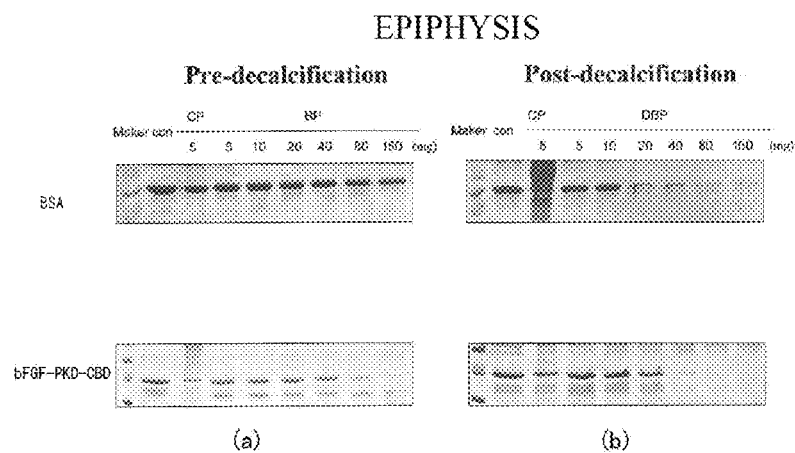 EPIPHYSIS
Pre-decalcification Post-decalcification
CP BP CP DBP
Maker con 5 5 10 20 40 80 160 (mg) Maker con 5 5 10 20 40 80 160 (mg)
BSA
bFGF-PKD-CBD
(a) (b)